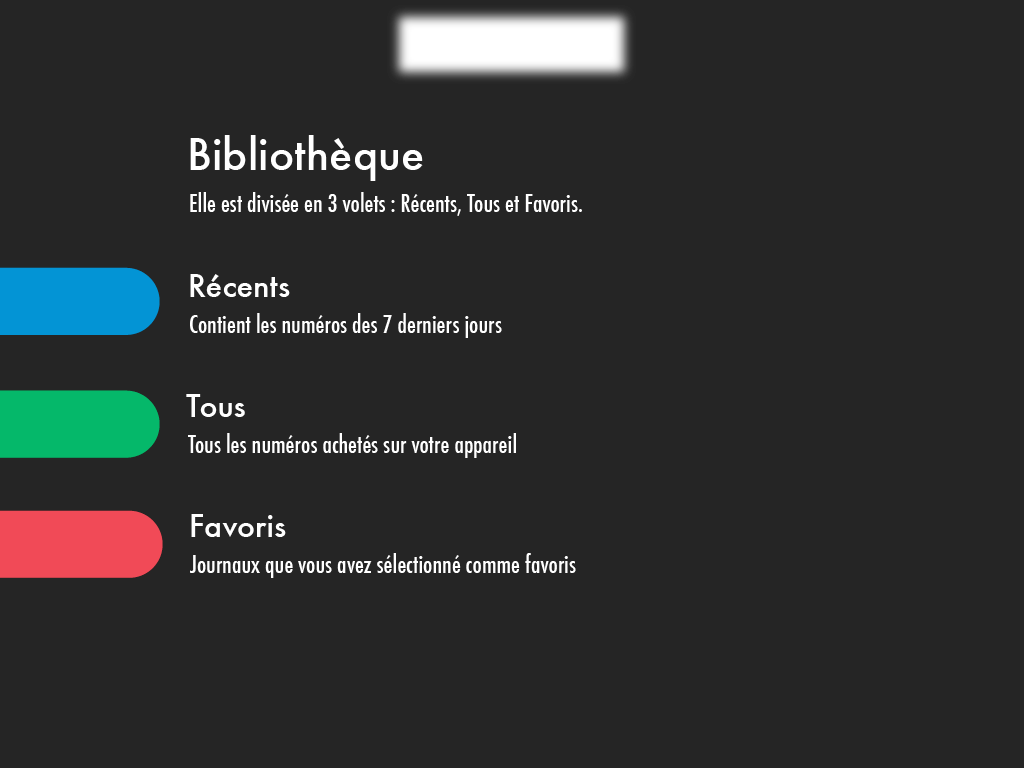 Bibliothèque
Elle est divisée en 3 volets : Récents, Tous et Favoris.
Récents
Contient les numéros des 7 derniers jours
Tous
Tous les numéros achetés sur votre appareil
Favoris
Journaux que vous avez sélectionné comme favoris